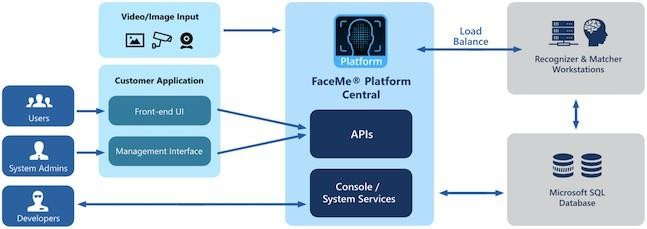 Video/Image Input
Customer Application
Users
Front-end UI
System Admins
Management Interface
Developers
Platform
FaceMe® Platform
Central
APIs
Console /
System Services
Load
Balance
Recognizer & Matcher
Workstations
Microsoft SQL
Database